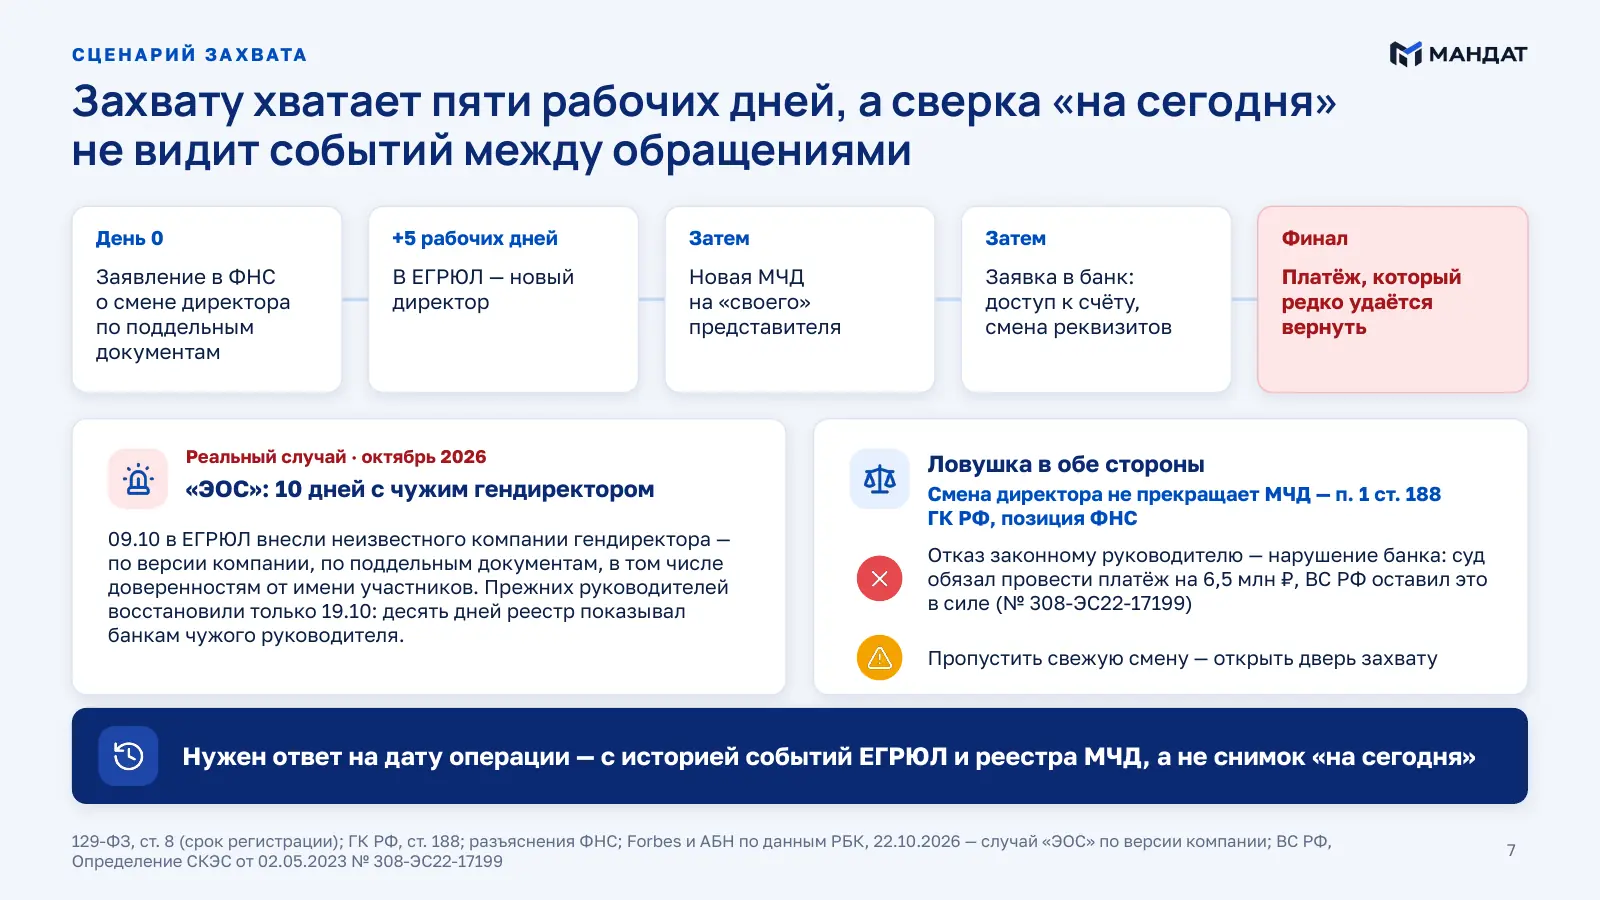 СЦЕНАРИЙ ЗАХВАТА
МАНДАТ
Захвату хватает пяти рабочих дней, а сверка «на сегодня»
не видит событий между обращениями
День 0
Заявление в ФНС
о смене директора
по поддельным
документам
+5 рабочих дней
В ЕГРЮЛ — новый
директор
Затем
Новая МЧД
на «своего»
представителя
Затем
Заявка в банк:
доступ к счёту,
смена реквизитов
Финал
Платёж, который
редко удаётся
вернуть
Реальный случай · октябрь 2026
«ЭОС»: 10 дней с чужим гендиректором
09.10 в ЕГРЮЛ внесли неизвестного компании гендиректора —
по версии компании, по поддельным документам, в том числе
доверенностям от имени участников. Прежних руководителей
восстановили только 19.10: десять дней реестр показывал
банкам чужого руководителя.
Ловушка в обе стороны
Смена директора не прекращает МЧД — п. 1 ст. 188
ГК РФ, позиция ФНС
Отказ законному руководителю — нарушение банка: суд
обязал провести платёж на 6,5 млн ₽, ВС РФ оставил это
в силе (№ 308-ЭС22-17199)
Пропустить свежую смену — открыть дверь захвату
Нужен ответ на дату операции — с историей событий ЕГРЮЛ и реестра МЧД, а не снимок «на сегодня»
129-ФЗ, ст. 8 (срок регистрации); ГК РФ, ст. 188; разъяснения ФНС; Forbes и АБН по данным РБК, 22.10.2026 — случай «ЭОС» по версии компании; ВС РФ,
Определение СКЭС от 02.05.2023 № 308-ЭС22-17199
7